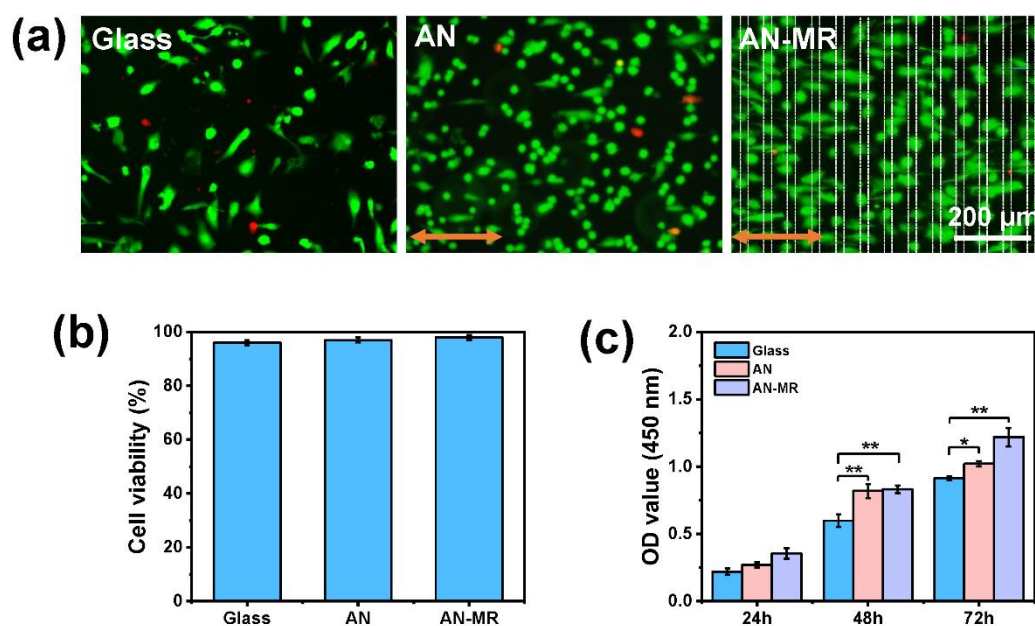 (a)
Glass
AN
AN-MR
200 μm
(b)
Cell viability (%)
100
80
60
40
20
0
Glass
AN
AN-MR
(c)
OD value (450 nm)
2.0
1.5
1.0
0.5
0.0
Glass
AN
AN-MR
**
**
**
*
24h
48h
72h